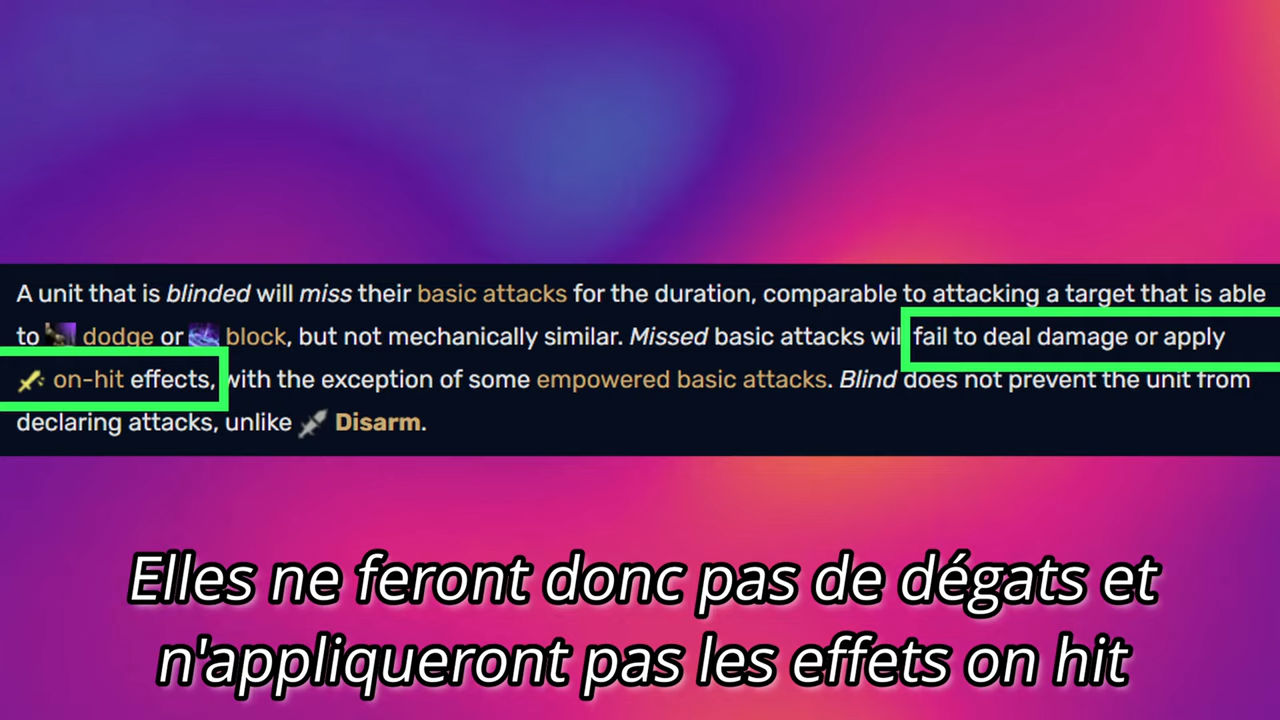 A unit that is blinded will miss their basic attacks for the duration, comparable to attacking a target that is able
to dodge or block, but not mechanically similar. Missed basic attacks will fail to deal damage or apply
on-hit effects, with the exception of some empowered basic attacks. Blind does not prevent the unit from
declaring attacks, unlike Disarm.
Elles ne feront donc pas de dégats et
n'appliqueront pas les effets on hit